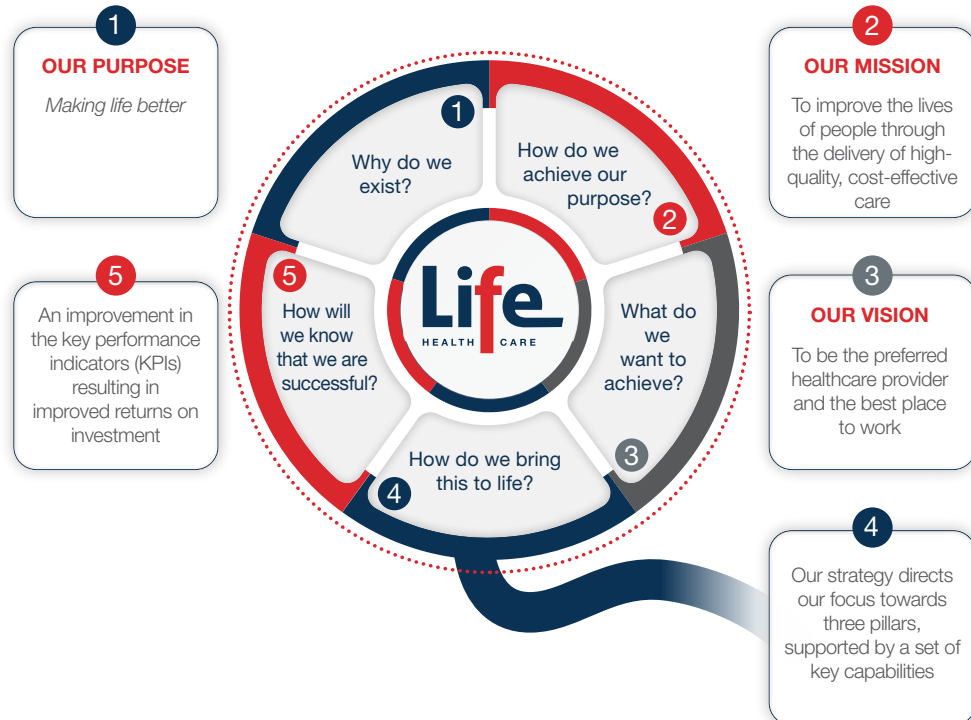 1
OUR PURPOSE
Making life better
2
OUR MISSION
To improve the lives
of people through
the delivery of high-
quality, cost-effective
care
1
Why do we
exist?
How do we
achieve our
purpose?
2
5
How will
we know
that we are
successful?
Life
HEALTH CARE
What do
we
want to
achieve?
3
How do we bring
this to life?
4
5
An improvement in
the key performance
indicators (KPIs)
resulting in
improved returns on
investment
3
OUR VISION
To be the preferred
healthcare provider
and the best place
to work
4
Our strategy directs
our focus towards
three pillars,
supported by a set of
key capabilities